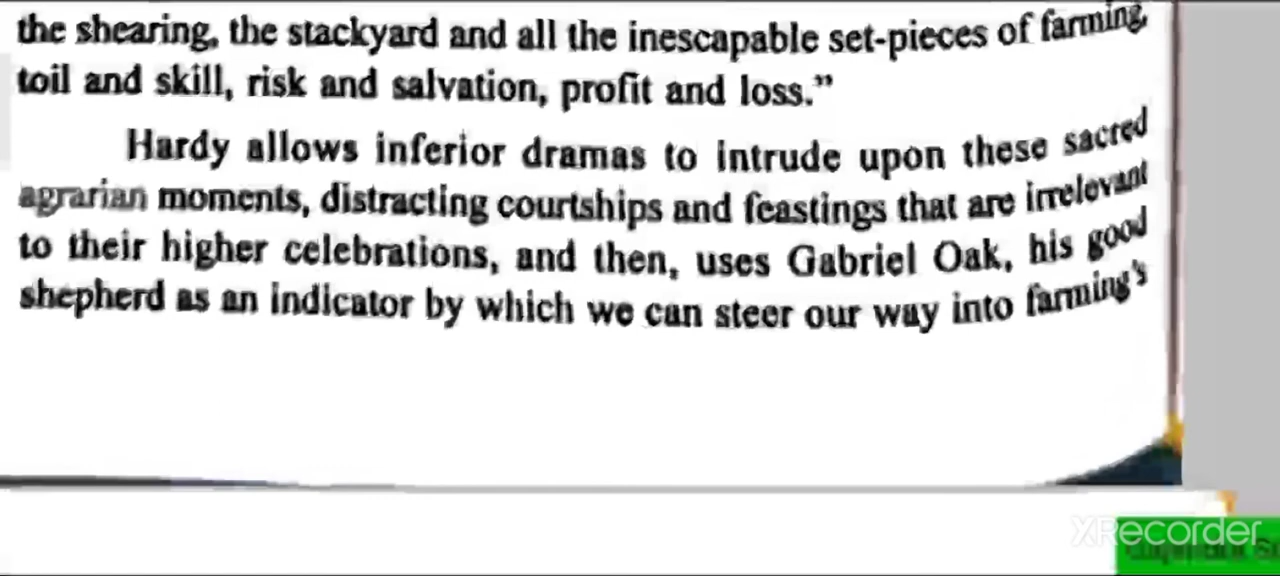 the shearing, the stackyard and all the inescapable set-pieces of farming,
toil and skill, risk and salvation, profit and loss.”
Hardy allows inferior dramas to intrude upon these sacred
agrarian moments, distracting courtships and feastings that are irrelevant
to their higher celebrations, and then, uses Gabriel Oak, his good
shepherd as an indicator by which we can steer our way into farming's
XRecorder